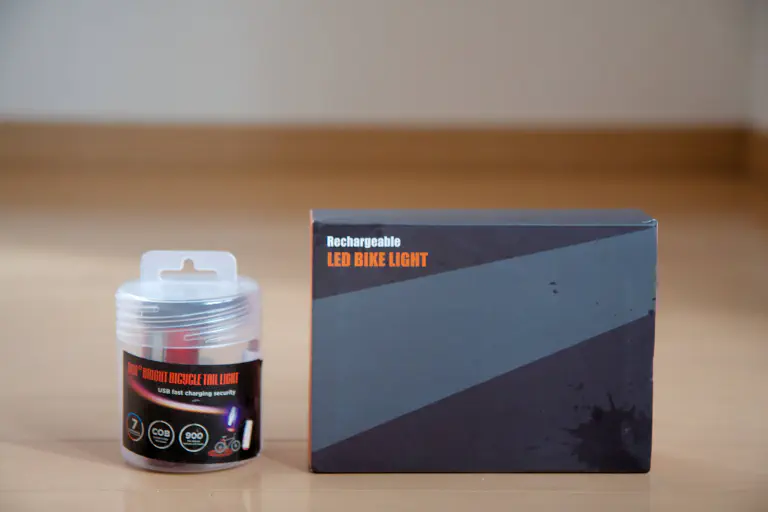 Rechargeable
LED BIKE LIGHT
BRIGHT BICYCLE TAIL LIGHT
USB fast charging security
7
COB
900